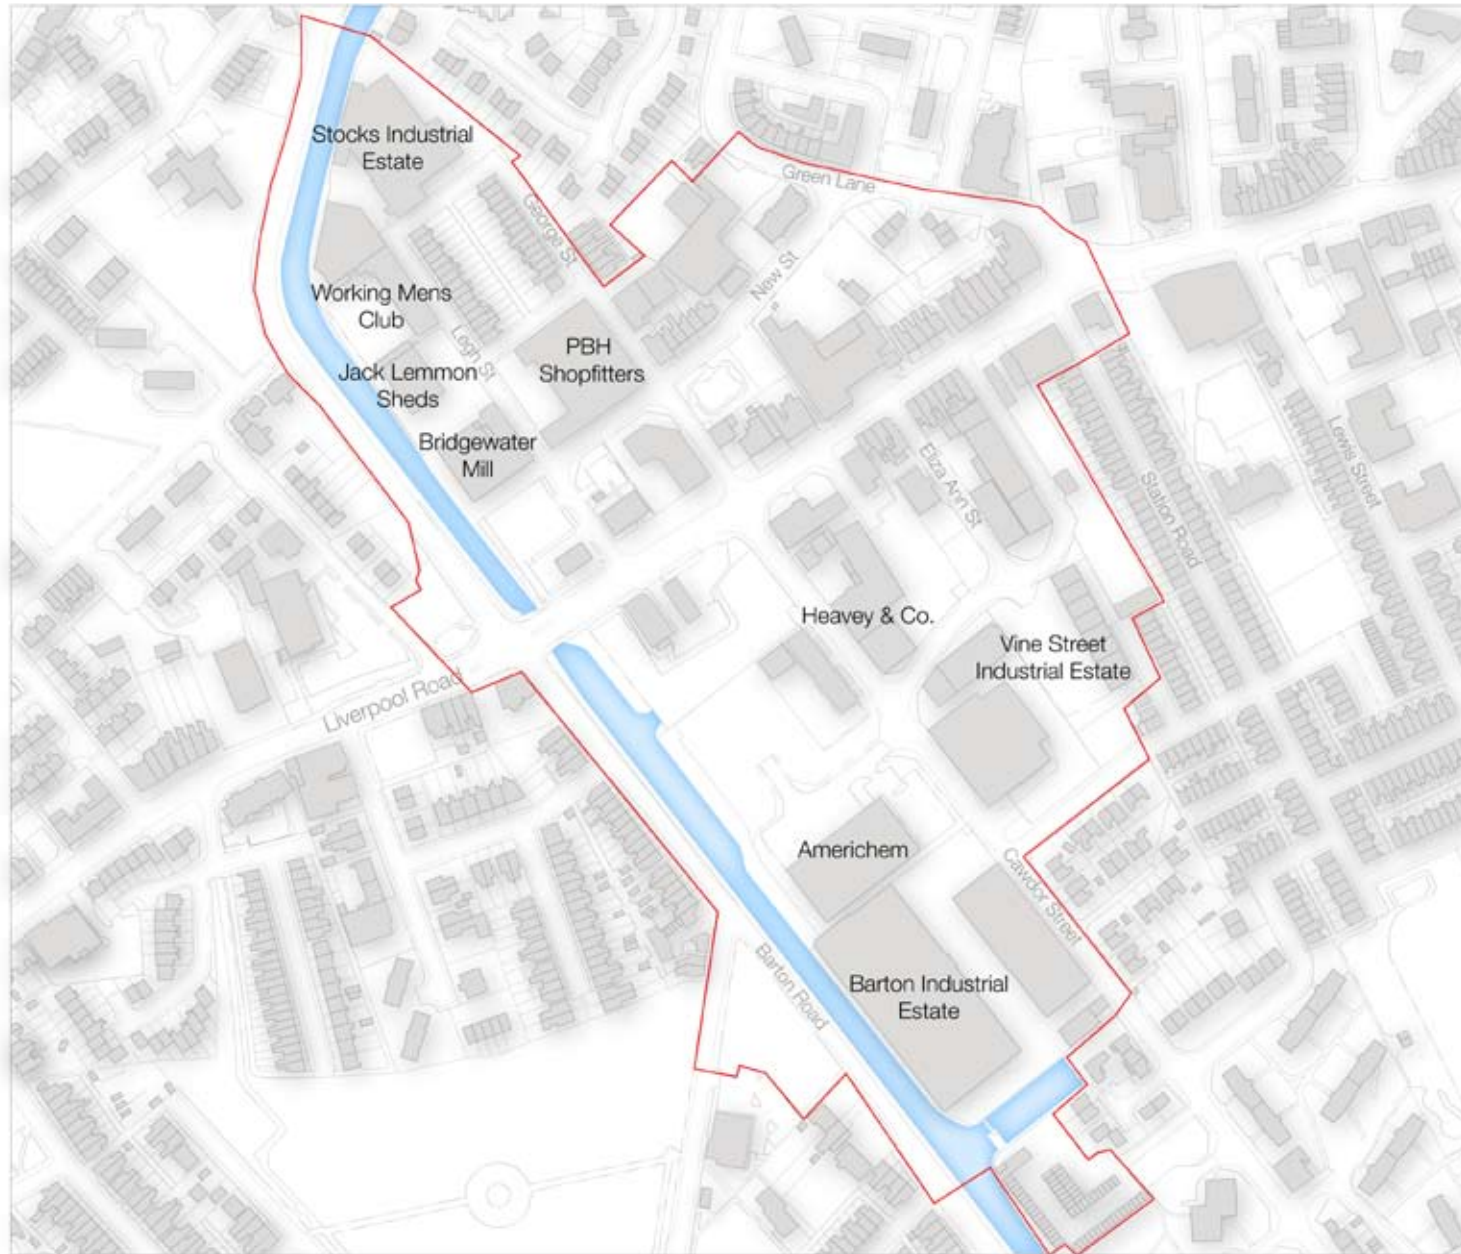 Stocks Industrial
Estate
Green Lane
George St
New St
Working Mens
Club
Legh St
PBH
Shopfitters
Jack Lemmon
Sheds
Bridgewater
Mill
Lewis Street
Eliza Ann St
Station Road
Heavey & Co.
Vine Street
Industrial Estate
Liverpool Road
Americhem
Cawdor Street
Barton Road
Barton Industrial
Estate